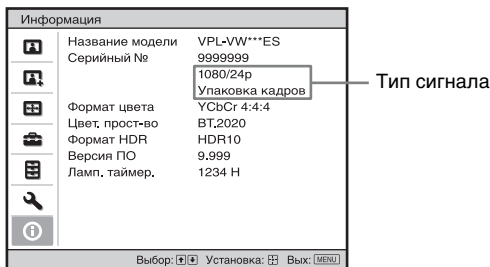 Информация
Название модели VPL-VW***ES
Серийный № 9999999
1080/24p
Упаковка кадров
Тип сигнала
Формат цвета YCbCr 4:4:4
Цвет. прост-во BT.2020
Формат HDR HDR10
Версия ПО 9.999
Ламп. таймер. 1234 H
Выбор: Установка: Вых: MENU